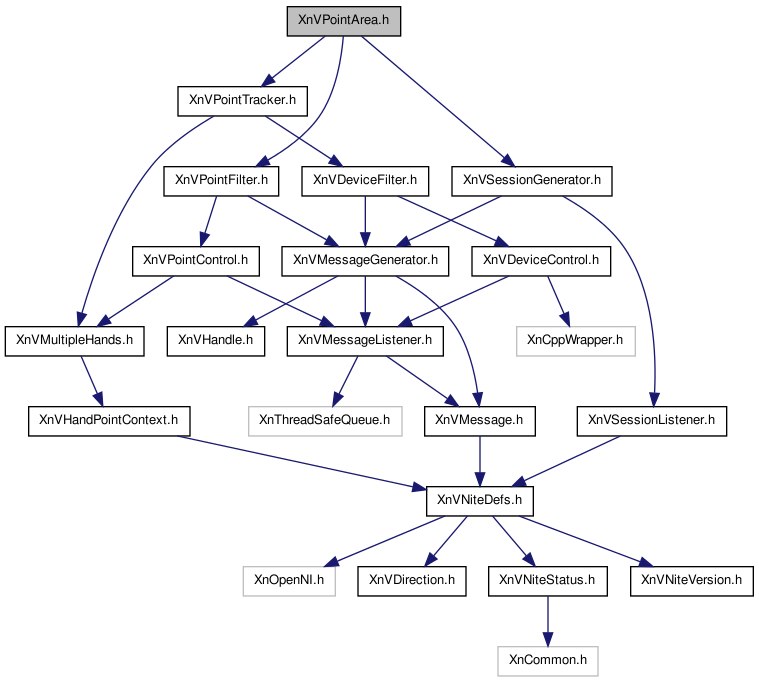 XnVPointArea.h
XnVPointTracker.h
XnVPointFilter.h
XnVDeviceFilter.h
XnVSessionGenerator.h
XnVPointControl.h
XnVMessageGenerator.h
XnVDeviceControl.h
XnVMultipleHands.h
XnVHandle.h
XnVMessageListener.h
XnCppWrapper.h
XnVHandPointContext.h
XnThreadSafeQueue.h
XnVMessage.h
XnVSessionListener.h
XnVNiteDefs.h
XnOpenNI.h
XnVDirection.h
XnVNiteStatus.h
XnVNiteVersion.h
XnCommon.h